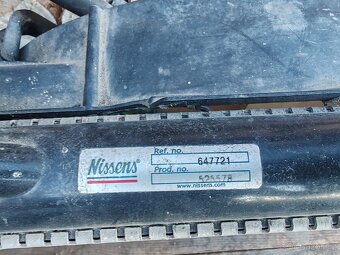 Ref. no.
647721
Nissens
Prod. no.
www.nissens.com